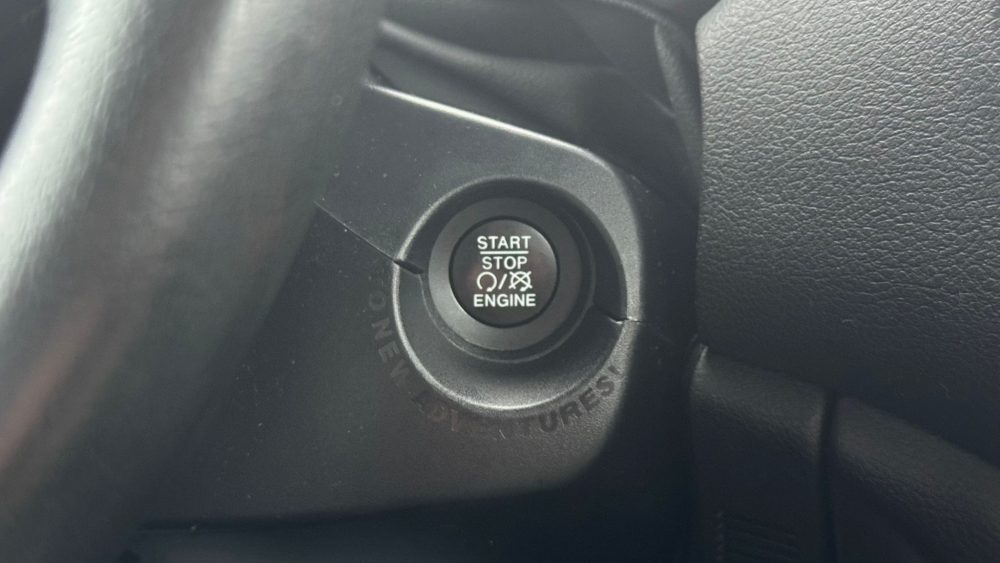 START
STOP
ENGINE
O NEW ADVENTURES!